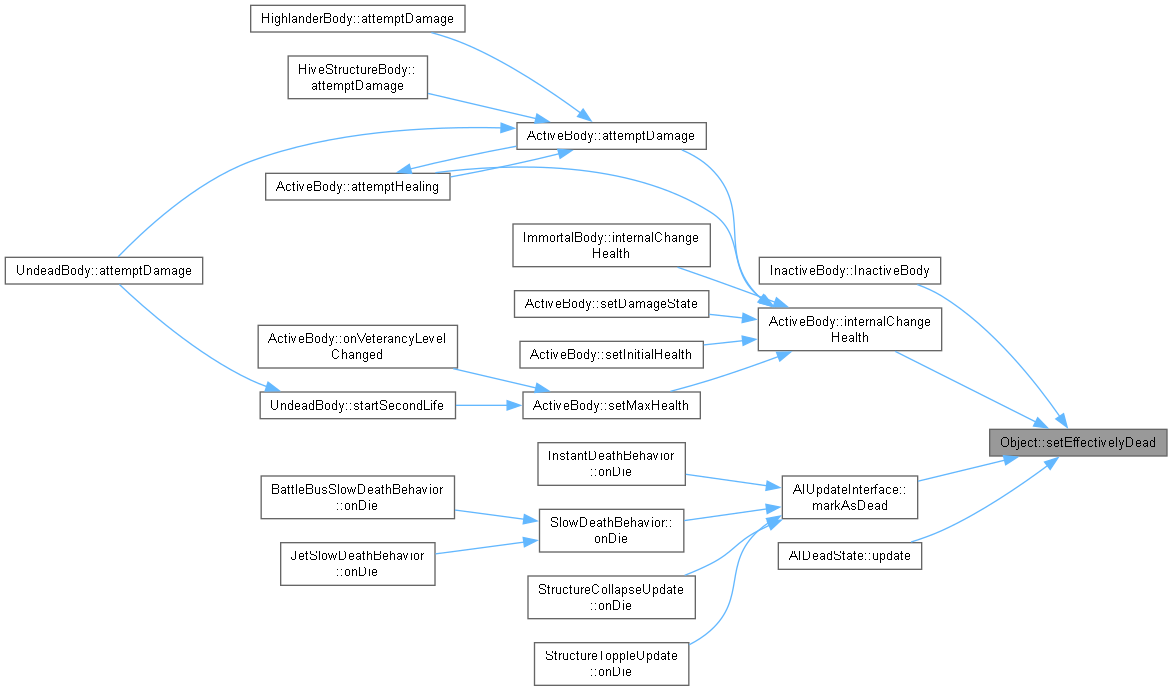 HighlanderBody::attemptDamage
HiveStructureBody::
attemptDamage
ActiveBody::attemptDamage
ActiveBody::attemptHealing
ImmortalBody::internalChange
Health
UndeadBody::attemptDamage
InactiveBody::InactiveBody
ActiveBody::setDamageState
ActiveBody::internalChange
Health
ActiveBody::onVeterancyLevel
Changed
ActiveBody::setInitialHealth
UndeadBody::startSecondLife
ActiveBody::setMaxHealth
Object::setEffectivelyDead
InstantDeathBehavior
::onDie
BattleBusSlowDeathBehavior
::onDie
AIUpdateInterface::
markAsDead
SlowDeathBehavior::
onDie
JetSlowDeathBehavior
::onDie
AIDeadState::update
StructureCollapseUpdate
::onDie
StructureToppleUpdate
::onDie